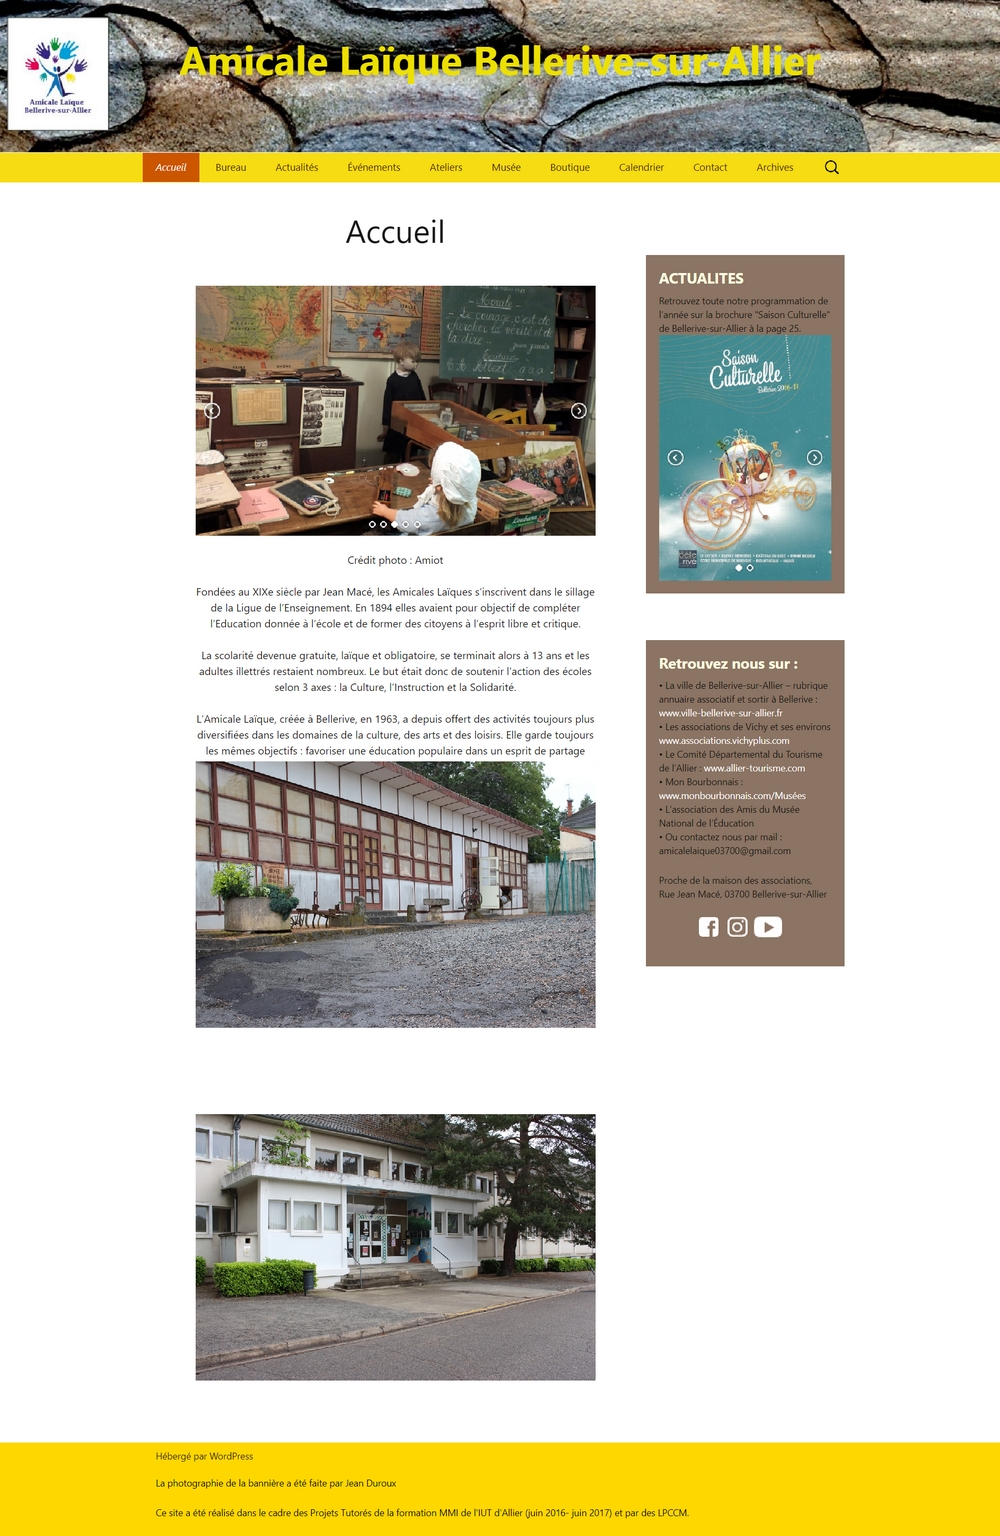 Amicale Laïque
Bellerive-sur-Allier
Amicale Laïque Bellerive-sur-Allier
Accueil
Bureau
Actualités
Événements
Ateliers
Musée
Boutique
Calendrier
Contact
Archives
Accueil
Morale
Le courage, c'est de
chercher la vérité et de
la dire
Crédit photo : Amiot
Fondées au XIXe siècle par Jean Macé, les Amicales Laïques s'inscrivent dans le sillage
de la Ligue de l'Enseignement. En 1894 elles avaient pour objectif de compléter
l'Education donnée à l'école et de former des citoyens à l'esprit libre et critique.
La scolarité devenue gratuite, laïque et obligatoire, se terminait alors à 13 ans et les
adultes illettrés restaient nombreux. Le but était donc de soutenir l'action des écoles
selon 3 axes : la Culture, l'Instruction et la Solidarité.
L'Amicale Laïque, créée à Bellerive, en 1963, a depuis offert des activités toujours plus
diversifiées dans les domaines de la culture, des arts et des loisirs. Elle garde toujours
les mêmes objectifs : favoriser une éducation populaire dans un esprit de partage
ACTUALITES
Retrouvez toute notre programmation de
l'année sur la brochure "Saison Culturelle"
de Bellerive-sur-Allier à la page 25.
Saison
Culturelle
Bellerive 2016-17
Retrouvez nous sur :
• La ville de Bellerive-sur-Allier – rubrique
annuaire associatif et sortir à Bellerive :
www.ville-bellerive-sur-allier.fr
• Les associations de Vichy et ses environs
www.associations.vichyplus.com
• Le Comité Départemental du Tourisme
de l'Allier : www.allier-tourisme.com
• Mon Bourbonnais :
www.monbourbonnais.com/Musées
• L'association des Amis du Musée
National de l'Éducation
• Ou contactez nous par mail :
amicalelaique03700@gmail.com
Proche de la maison des associations,
Rue Jean Macé, 03700 Bellerive-sur-Allier
Hébergé par WordPress
La photographie de la bannière a été faite par Jean Duroux
Ce site a été réalisé dans le cadre des Projets Tutorés de la formation MMI de l'IUT d'Allier (juin 2016- juin 2017) et par des LPCCM.